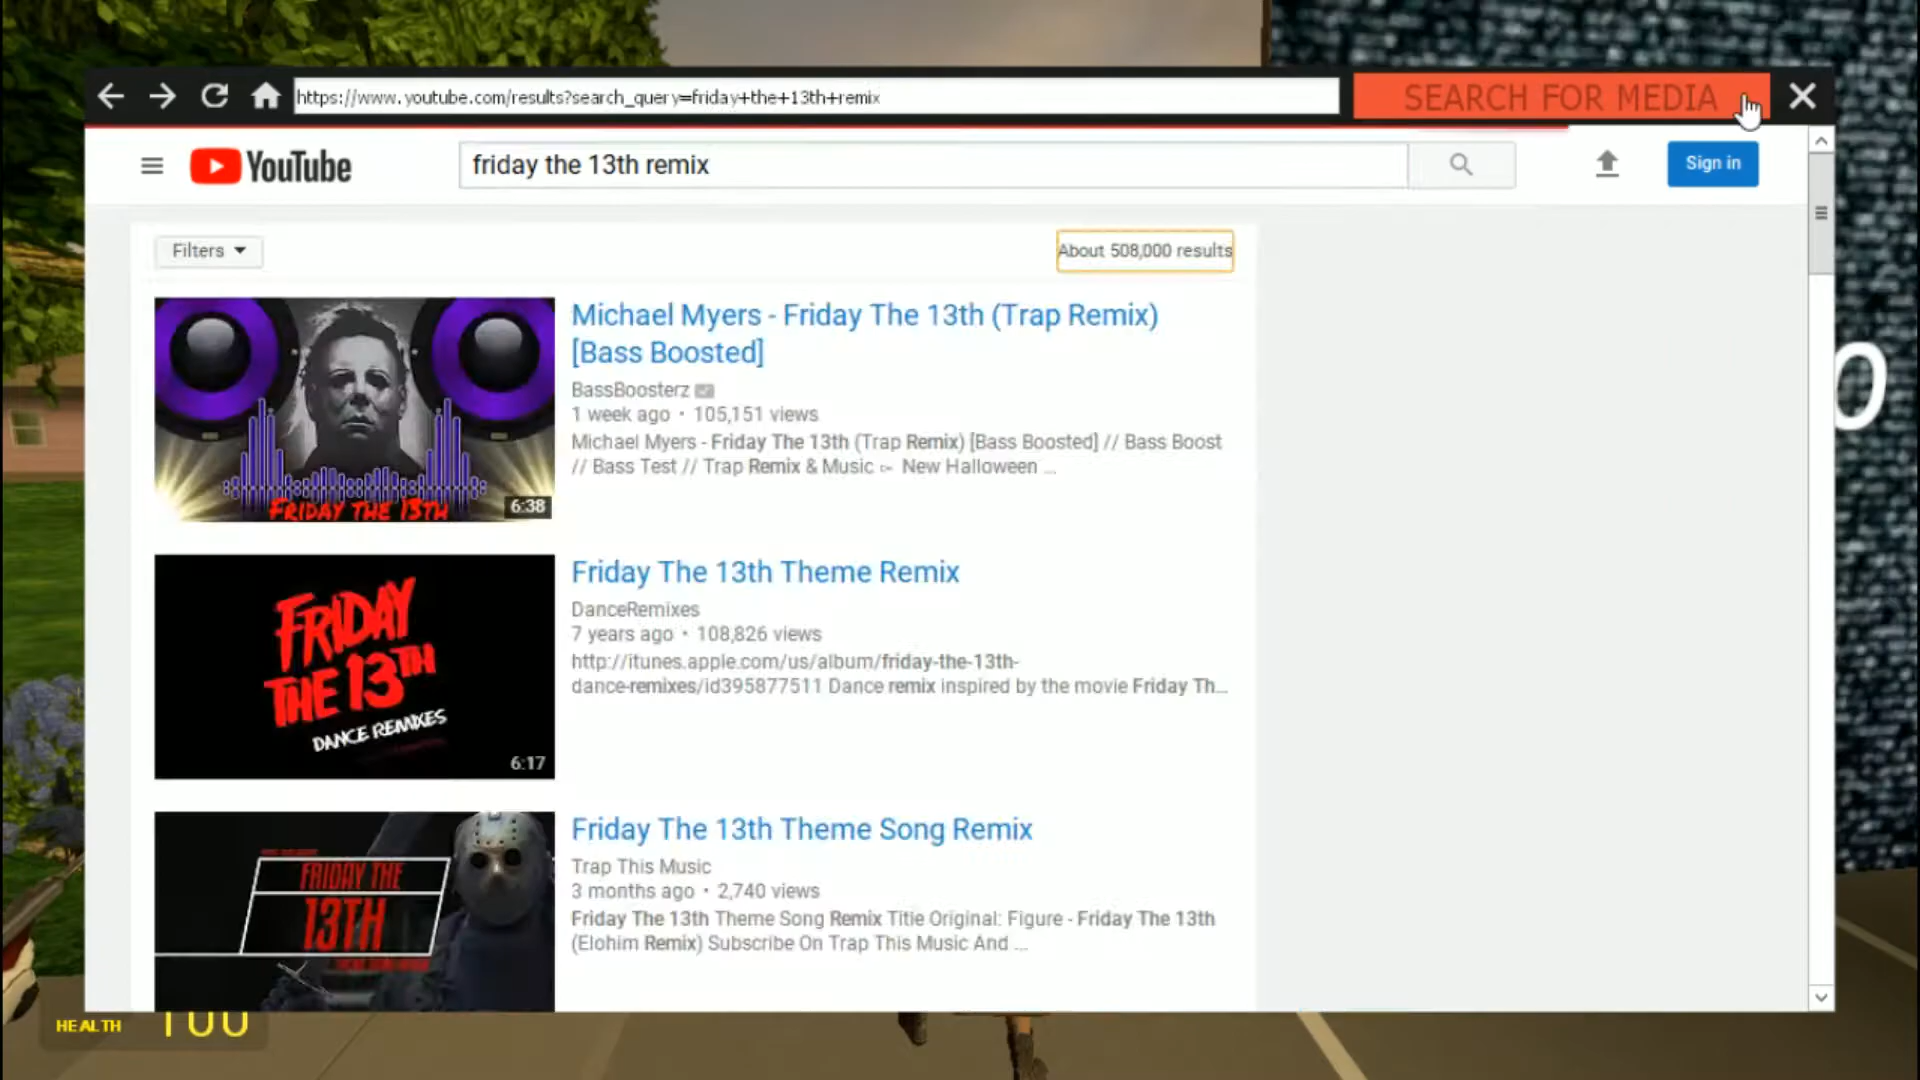 https://www.youtube.com/results?search_query=friday+the+13th+remix
SEARCH FOR MEDIA
YouTube
friday the 13th remix
Sign in
Filters
About 508,000 results
Michael Myers - Friday The 13th (Trap Remix)
[Bass Boosted]
BassBoosterz
1 week ago • 105,151 views
Michael Myers - Friday The 13th (Trap Remix) [Bass Boosted] // Bass Boost
// Bass Test // Trap Remix & Music ▻ New Halloween ...
FRIDAY THE 13TH
6:38
Friday The 13th Theme Remix
DanceRemixes
7 years ago • 108,826 views
http://itunes.apple.com/us/album/friday-the-13th-
dance-remixes/id395877511 Dance remix inspired by the movie Friday Th...
FRIDAY
THE 13TH
DANCE REMIXES
6:17
Friday The 13th Theme Song Remix
Trap This Music
3 months ago • 2,740 views
Friday The 13th Theme Song Remix Title Original: Figure - Friday The 13th
(Elohim Remix) Subscribe On Trap This Music And ...
FRIDAY THE
13TH
HEALTH 100